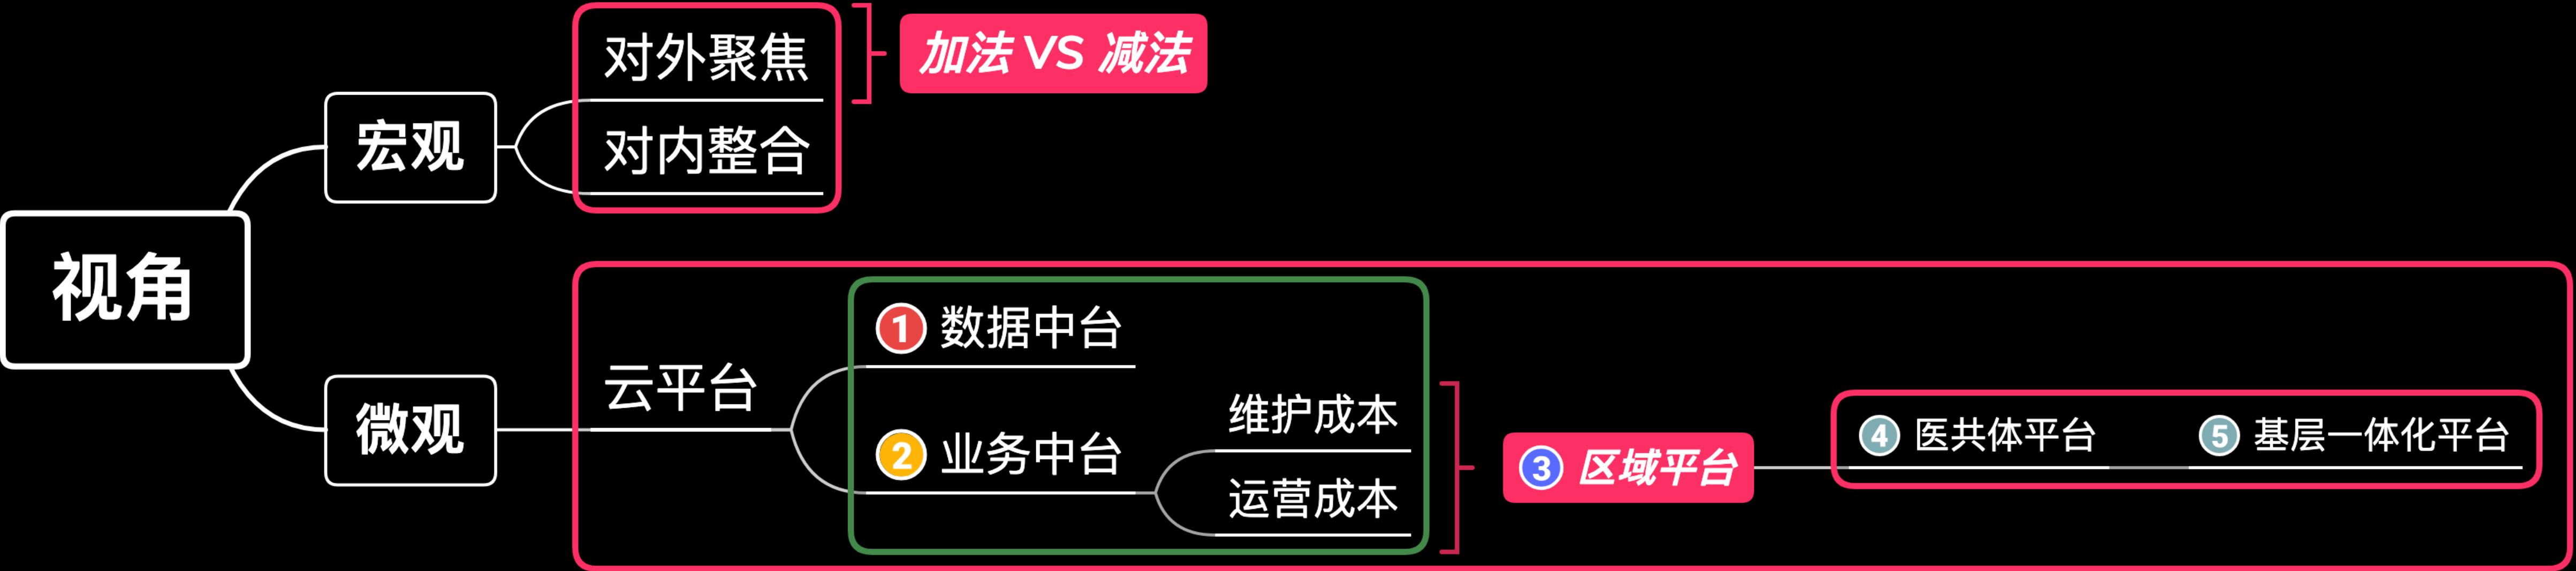 视角
宏观
对外聚焦
对内整合
加法 VS 减法
微观
云平台
1 数据中台
2 业务中台
维护成本
运营成本
3 区域平台
4 医共体平台
5 基层一体化平台